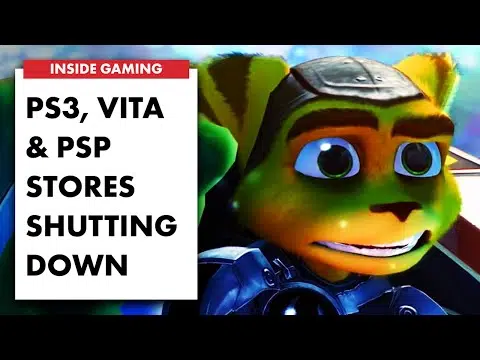 INSIDE GAMING
PS3, VITA
& PSP
STORES
SHUTTING
DOWN